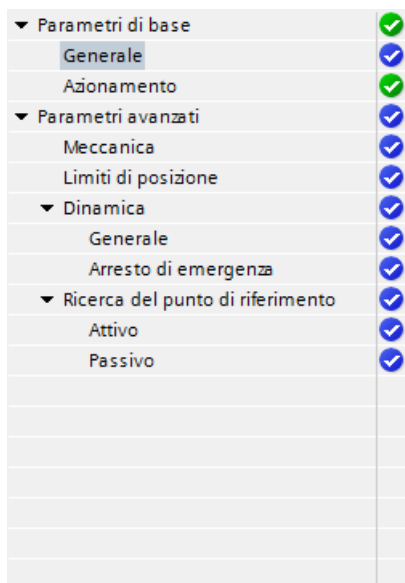 Parametri di base
Generale
Azionamento
Parametri avanzati
Meccanica
Limiti di posizione
Dinamica
Generale
Arresto di emergenza
Ricerca del punto di riferimento
Attivo
Passivo